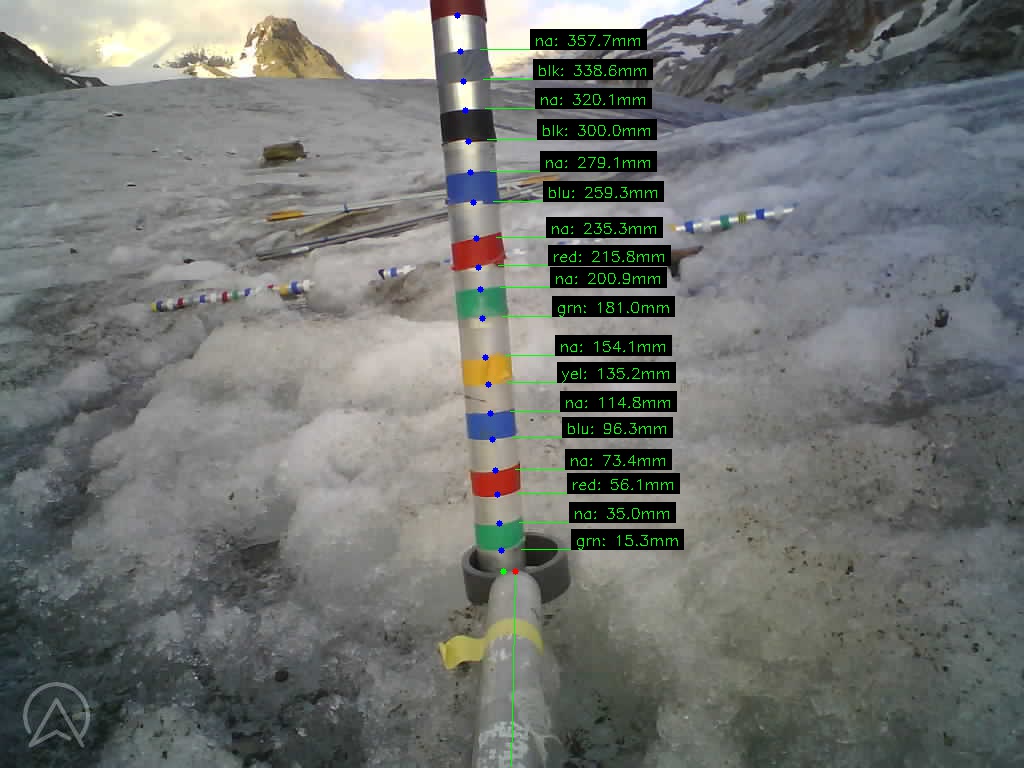 na: 357.7mm
blk: 338.6mm
na: 320.1mm
blk: 300.0mm
na: 279.1mm
blu: 259.3mm
na: 235.3mm
red: 215.8mm
na: 200.9mm
grn: 181.0mm
na: 154.1mm
yel: 135.2mm
na: 114.8mm
blu: 96.3mm
na: 73.4mm
red: 56.1mm
na: 35.0mm
grn: 15.3mm